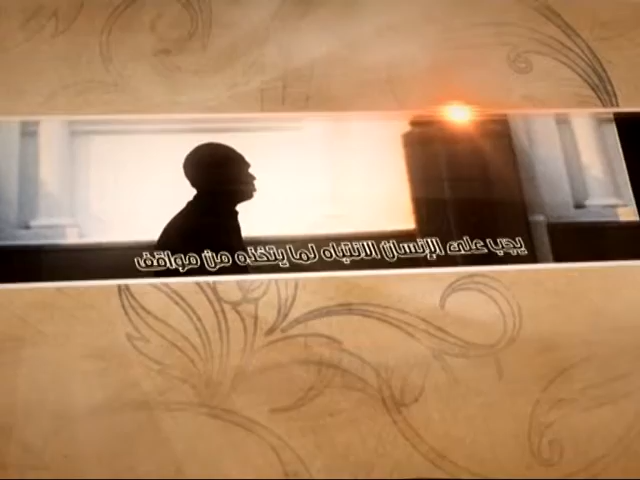 يجب على الإنسان الانتباه لما يتخذه من مواقف